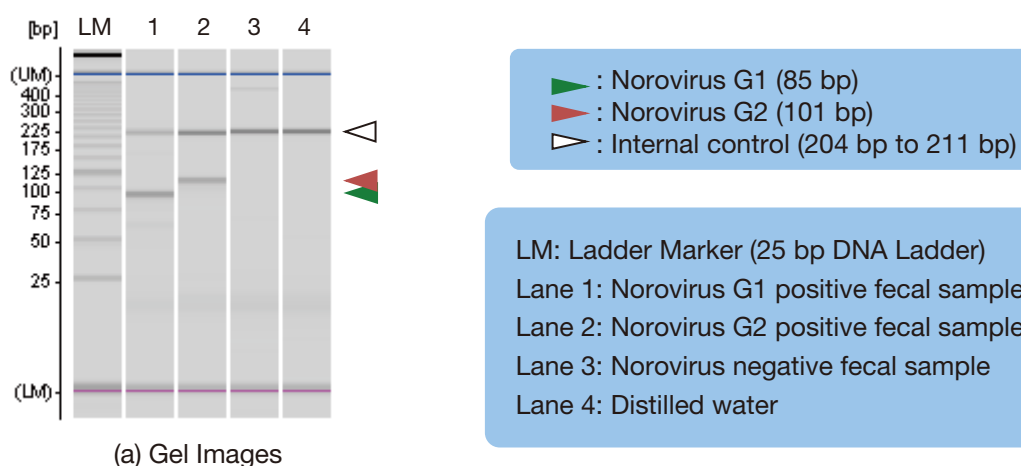 [bp] LM 1 2 3 4
(UM)
400
300
225
175
125
100
75
50
25
(LM)
(a) Gel Images
: Norovirus G1 (85 bp)
: Norovirus G2 (101 bp)
: Internal control (204 bp to 211 bp)
LM: Ladder Marker (25 bp DNA Ladder)
Lane 1: Norovirus G1 positive fecal sample
Lane 2: Norovirus G2 positive fecal sample
Lane 3: Norovirus negative fecal sample
Lane 4: Distilled water